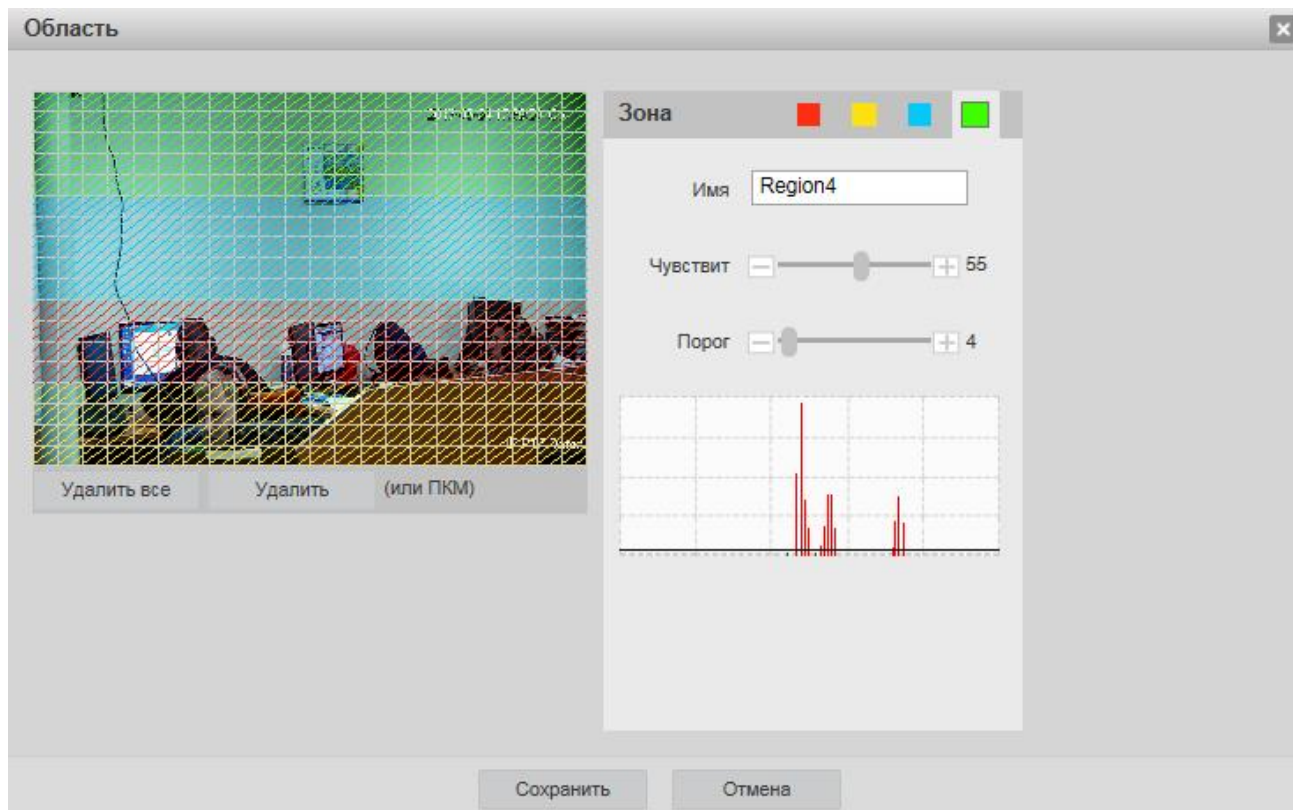 Область
Зона
Имя
Region4
Чувствит
55
Порог
4
Удалить все
Удалить
(или ПКМ)
Сохранить
Отмена